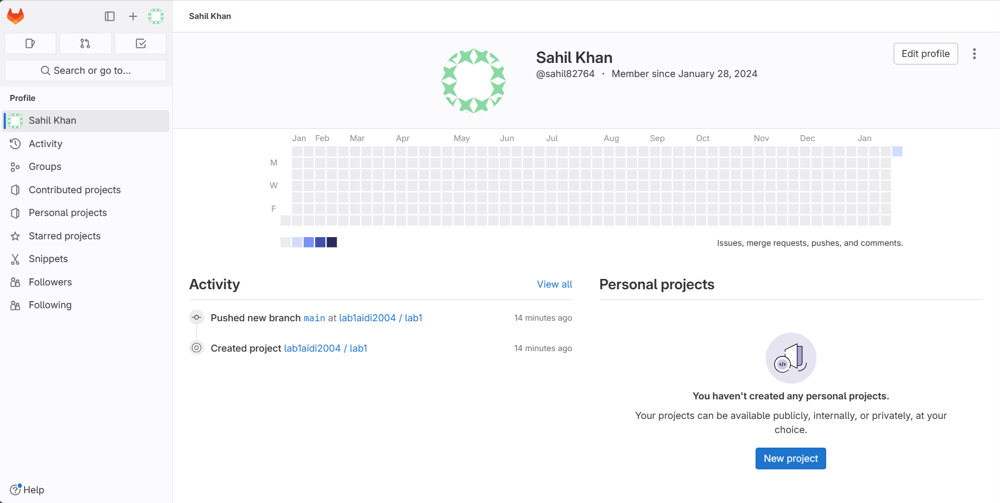 Sahil Khan
Search or go to...
Profile
Sahil Khan
Activity
Groups
Contributed projects
Personal projects
Starred projects
Snippets
Followers
Following
Help
Sahil Khan
@sahil82764 · Member since January 28, 2024
Edit profile
Jan Feb Mar Apr May Jun Jul Aug Sep Oct Nov Dec Jan
M
W
F
Issues, merge requests, pushes, and comments.
Activity
View all
Pushed new branch main at lab1aidi2004 / lab1
14 minutes ago
Created project lab1aidi2004 / lab1
14 minutes ago
Personal projects
</>
You haven't created any personal projects.
Your projects can be available publicly, internally, or privately, at your
choice.
New project